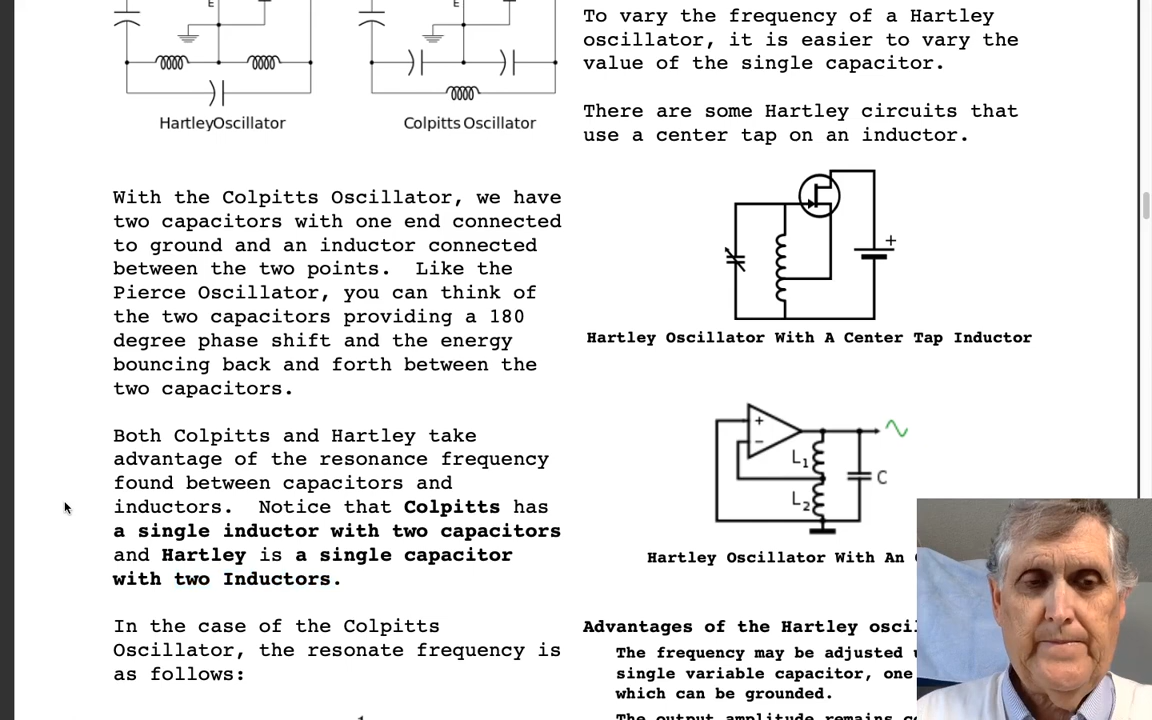 E
E
HartleyOscillator
Colpitts Oscillator
With the Colpitts Oscillator, we have
two capacitors with one end connected
to ground and an inductor connected
between the two points.  Like the
Pierce Oscillator, you can think of
the two capacitors providing a 180
degree phase shift and the energy
bouncing back and forth between the
two capacitors.
Both Colpitts and Hartley take
advantage of the resonance frequency
found between capacitors and
inductors.  Notice that Colpitts has
a single inductor with two capacitors
and Hartley is a single capacitor
with two Inductors.
In the case of the Colpitts
Oscillator, the resonate frequency is
as follows:
To vary the frequency of a Hartley
oscillator, it is easier to vary the
value of the single capacitor.
There are some Hartley circuits that
use a center tap on an inductor.
+
Hartley Oscillator With A Center Tap Inductor
+
−
L1
L2
C
Hartley Oscillator With An
Advantages of the Hartley
The frequency may be adjusted
single variable capacitor, one
which can be grounded.
The output amplitude remains